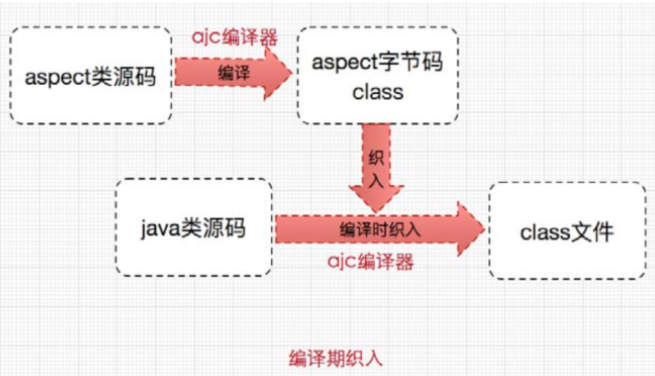 ajc编译器
aspect类源码
编译
aspect字节码
class
织
入
java类源码
编译时织入
class文件
ajc编译器
编译期织入